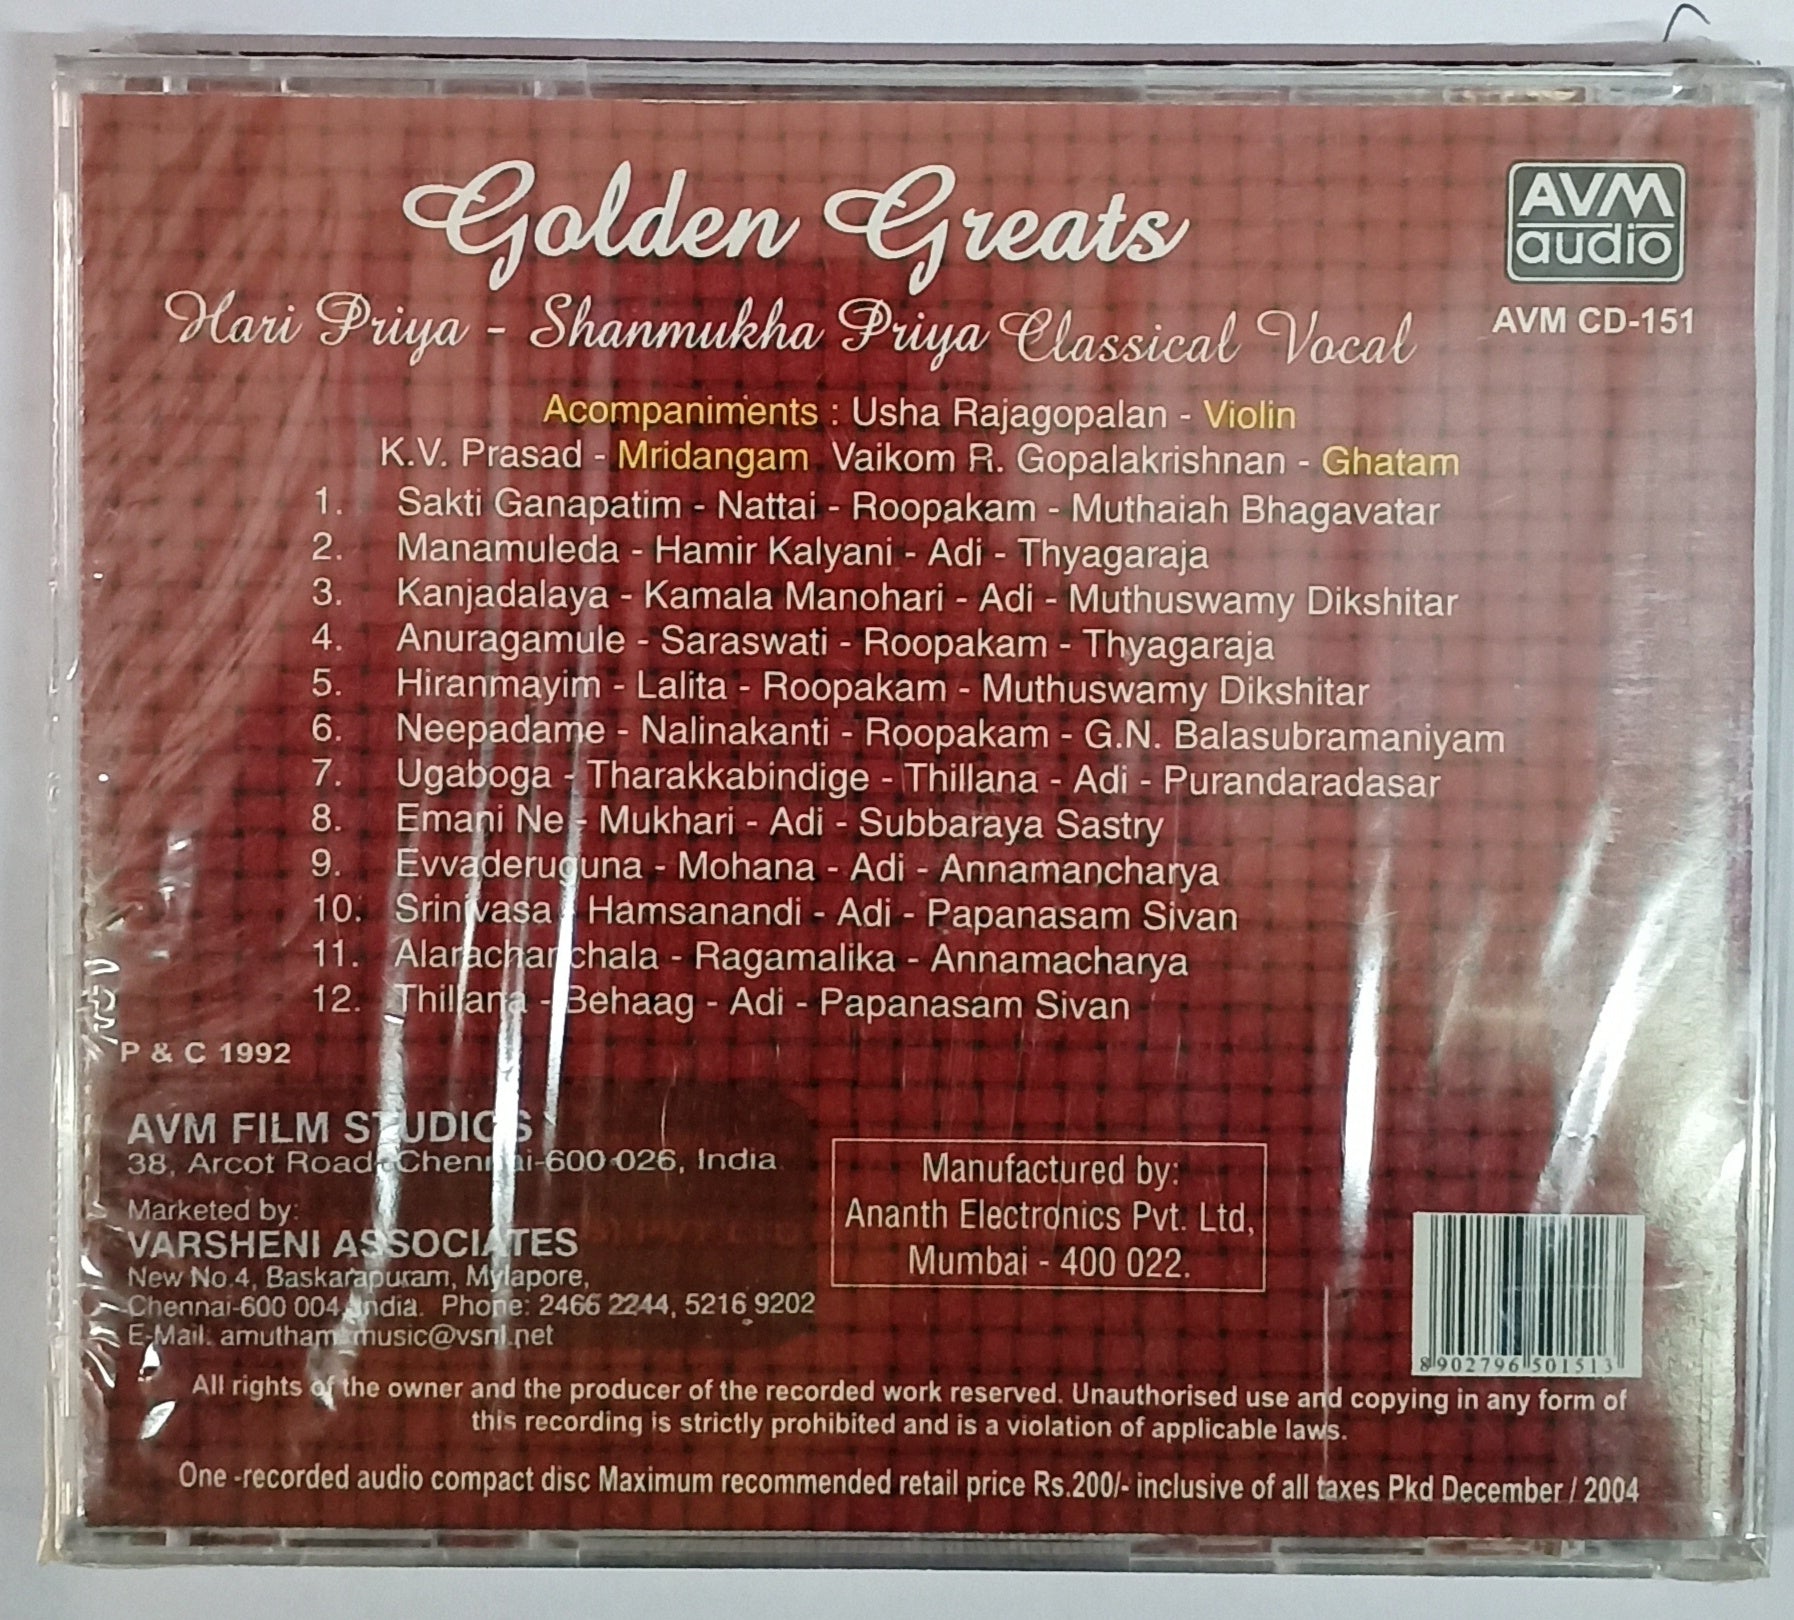 Golden Greats
AVM
audio
AVM CD-151
Hari Priya - Shanmukha Priya Classical Vocal
Acompaniments : Usha Rajagopalan - Violin
K.V. Prasad - Mridangam Vaikom R. Gopalakrishnan - Ghatam
1. Sakti Ganapatim - Nattai - Roopakam - Muthaiah Bhagavatar
2. Manamuleda - Hamir Kalyani - Adi - Thyagaraja
3. Kanjadalaya - Kamala Manohari - Adi - Muthuswamy Dikshitar
4. Anuragamule - Saraswati - Roopakam - Thyagaraja
5. Hiranmayim - Lalita - Roopakam - Muthuswamy Dikshitar
6. Neepadame - Nalinakanti - Roopakam - G.N. Balasubramaniyam
7. Ugaboga - Tharakkabindige - Thillana - Adi - Purandaradasar
8. Emani Ne - Mukhari - Adi - Subbaraya Sastry
9. Evvaderuguna - Mohana - Adi - Annamancharya
10. Srinivasa - Hamsanandi - Adi - Papanasam Sivan
11. Alarachanchala - Ragamalika - Annamacharya
12. Thillana - Behaag - Adi - Papanasam Sivan
P & C 1992
AVM FILM STUDIOS
38, Arcot Road, Chennai-600 026, India
Marketed by:
VARSHENI ASSOCIATES
New No.4, Baskarapuram, Mylapore,
Chennai-600 004, India. Phone: 2466 2244, 5216 9202
E-Mail: amutham_music@vsnl.net
Manufactured by:
Ananth Electronics Pvt. Ltd,
Mumbai - 400 022.
8 902796 501513
All rights of the owner and the producer of the recorded work reserved. Unauthorised use and copying in any form of
this recording is strictly prohibited and is a violation of applicable laws.
One -recorded audio compact disc Maximum recommended retail price Rs.200/- inclusive of all taxes Pkd December / 2004